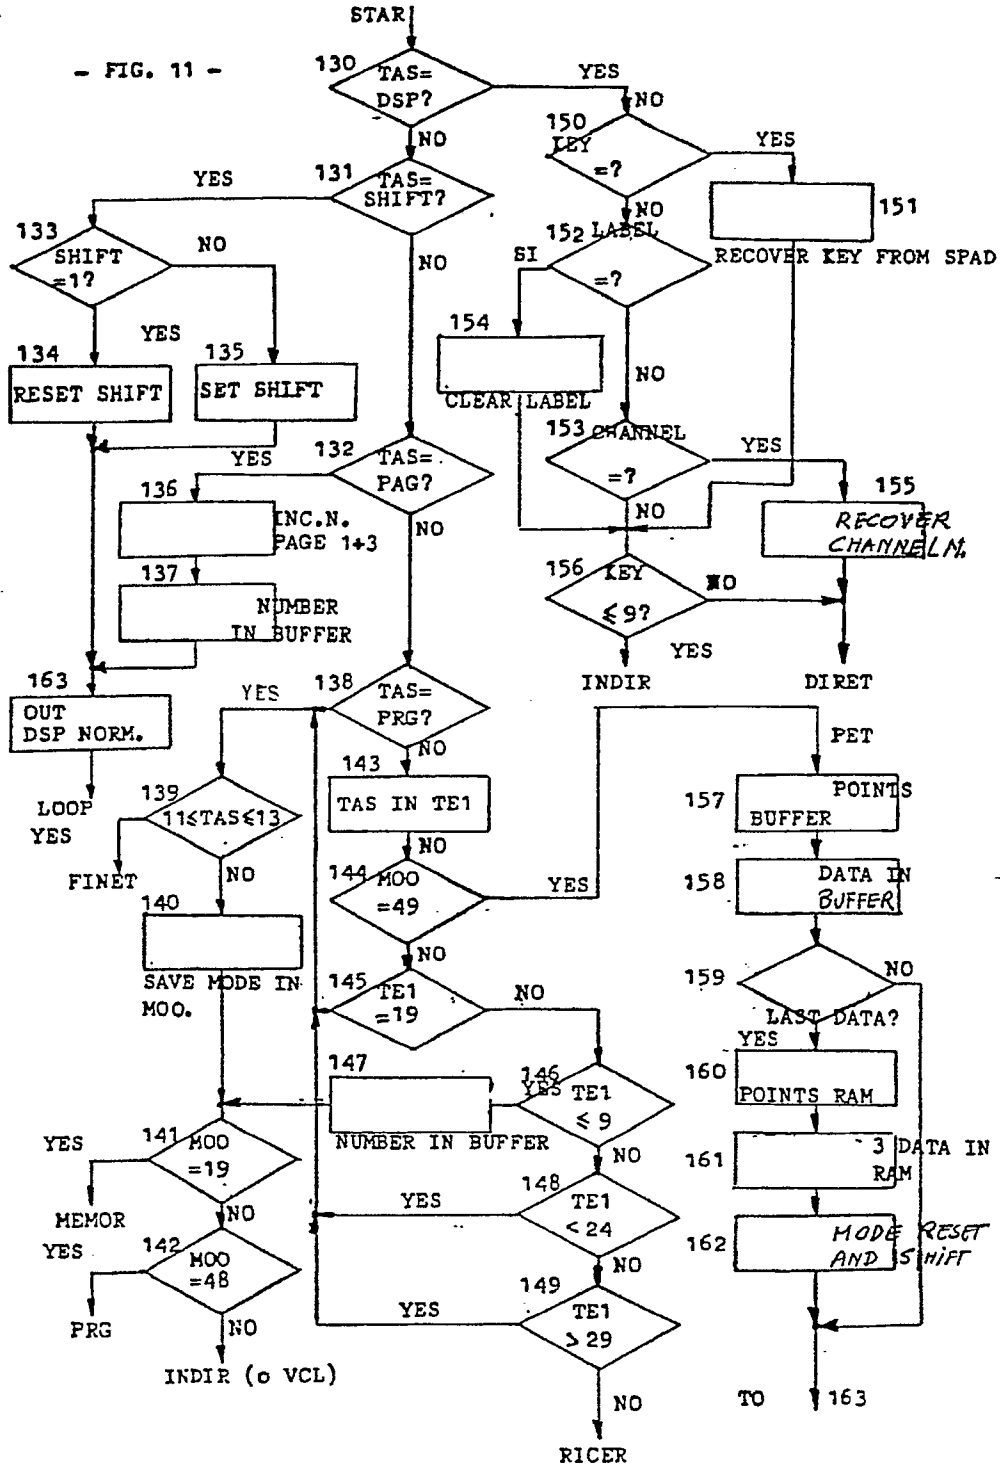 STAR
- FIG. 11 -
130
TAS=
DSP?
YES
NO
NO
150
KEY
=?
YES
151
RECOVER KEY FROM SPAD
131
TAS=
SHIFT?
YES
NO
133
SHIFT
=1?
NO
YES
134
RESET SHIFT
135
SET SHIFT
NO
152
LABEL
=?
SI
154
CLEAR LABEL
NO
153
CHANNEL
=?
YES
NO
155
RECOVER
CHANNEL N.
132
TAS=
PAG?
YES
NO
136
INC.N.
PAGE 1+3
137
NUMBER
IN BUFFER
156
KEY
≤9?
NO
YES
INDIR
DIRET
163
OUT
DSP NORM.
LOOP
YES
138
TAS=
PRG?
YES
NO
139
11≤TAS≤13
FINET
NO
140
SAVE MODE IN
MOO.
143
TAS IN TE1
NO
144
MOO
=49
YES
NO
PET
157
POINTS
BUFFER
158
DATA IN
BUFFER
159
LAST DATA?
NO
YES
160
POINTS RAM
161
3 DATA IN
RAM
162
MODE RESET
AND SHIFT
TO 163
145
TE1
=19
NO
146
YES
TE1
≤ 9
NO
147
NUMBER IN BUFFER
141
MOO
=19
YES
MEMOR
NO
142
MOO
=48
YES
PRG
NO
INDIR (o VCL)
148
TE1
<24
YES
NO
149
TE1
>29
YES
NO
RICER